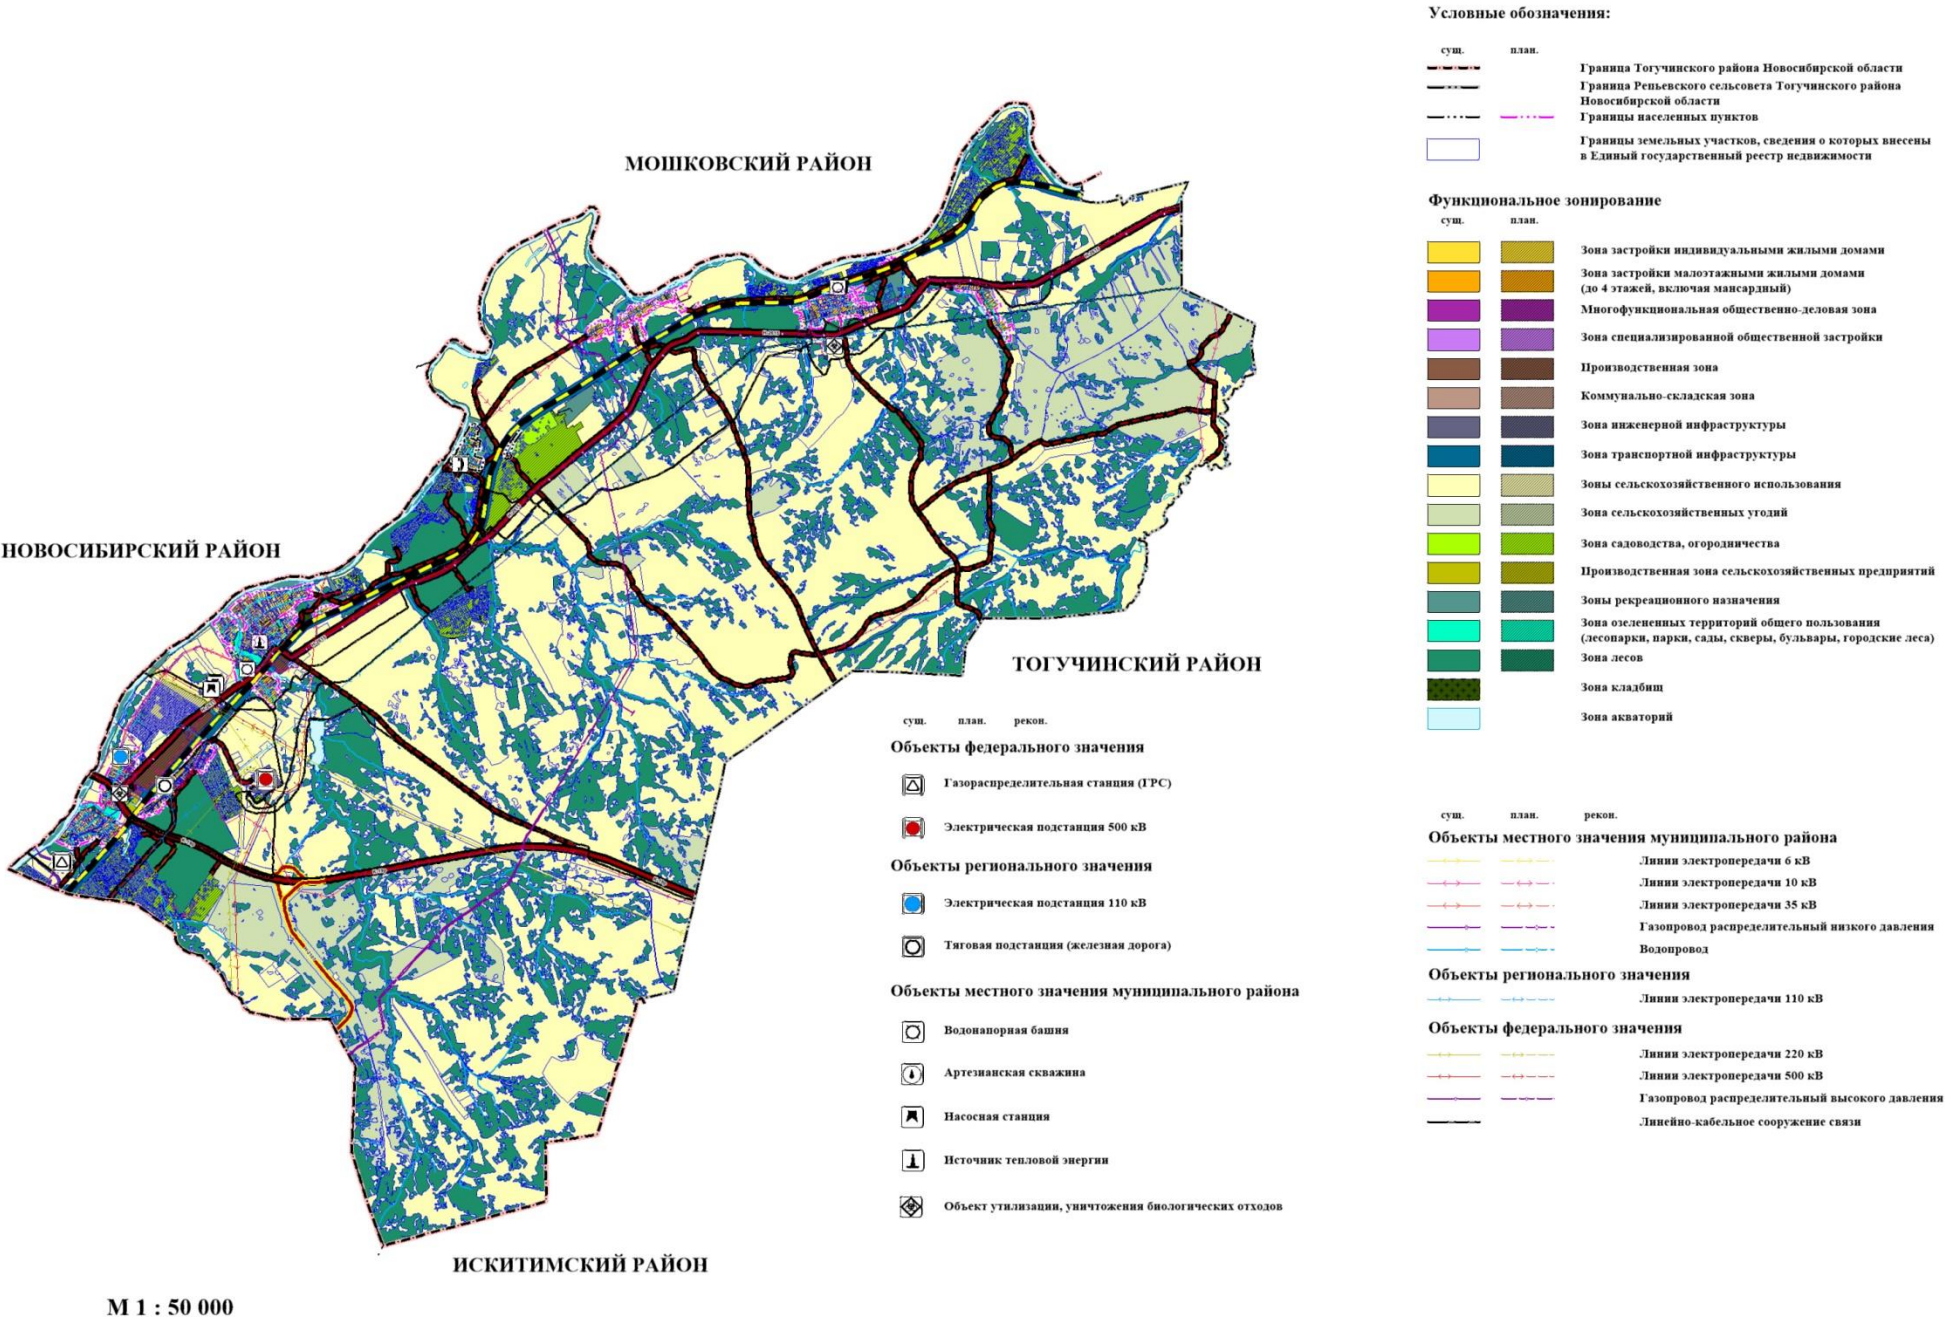 МОШКОВСКИЙ РАЙОН
НОВОСИБИРСКИЙ РАЙОН
ТОГУЧИНСКИЙ РАЙОН
ИСКИТИМСКИЙ РАЙОН
М 1 : 50 000
сущ. план. рекон.
Объекты федерального значения
Газораспределительная станция (ГРС)
Электрическая подстанция 500 кВ
Объекты регионального значения
Электрическая подстанция 110 кВ
Тяговая подстанция (железная дорога)
Объекты местного значения муниципального района
Водонапорная башня
Артезианская скважина
Насосная станция
Источник тепловой энергии
Объект утилизации, уничтожения биологических отходов
Условные обозначения:
сущ. план.
Граница Тогучинского района Новосибирской области
Граница Репьевского сельсовета Тогучинского района
Новосибирской области
Границы населенных пунктов
Границы земельных участков, сведения о которых внесены
в Единый государственный реестр недвижимости
Функциональное зонирование
сущ. план.
Зона застройки индивидуальными жилыми домами
Зона застройки малоэтажными жилыми домами
(до 4 этажей, включая мансардный)
Многофункциональная общественно-деловая зона
Зона специализированной общественной застройки
Производственная зона
Коммунально-складская зона
Зона инженерной инфраструктуры
Зона транспортной инфраструктуры
Зоны сельскохозяйственного использования
Зона сельскохозяйственных угодий
Зона садоводства, огородничества
Производственная зона сельскохозяйственных предприятий
Зоны рекреационного назначения
Зона озелененных территорий общего пользования
(лесопарки, парки, сады, скверы, бульвары, городские леса)
Зона лесов
Зона кладбищ
Зона акваторий
сущ. план. рекон.
Объекты местного значения муниципального района
Линии электропередачи 6 кВ
Линии электропередачи 10 кВ
Линии электропередачи 35 кВ
Газопровод распределительный низкого давления
Водопровод
Объекты регионального значения
Линии электропередачи 110 кВ
Объекты федерального значения
Линии электропередачи 220 кВ
Линии электропередачи 500 кВ
Газопровод распределительный высокого давления
Линейно-кабельное сооружение связи